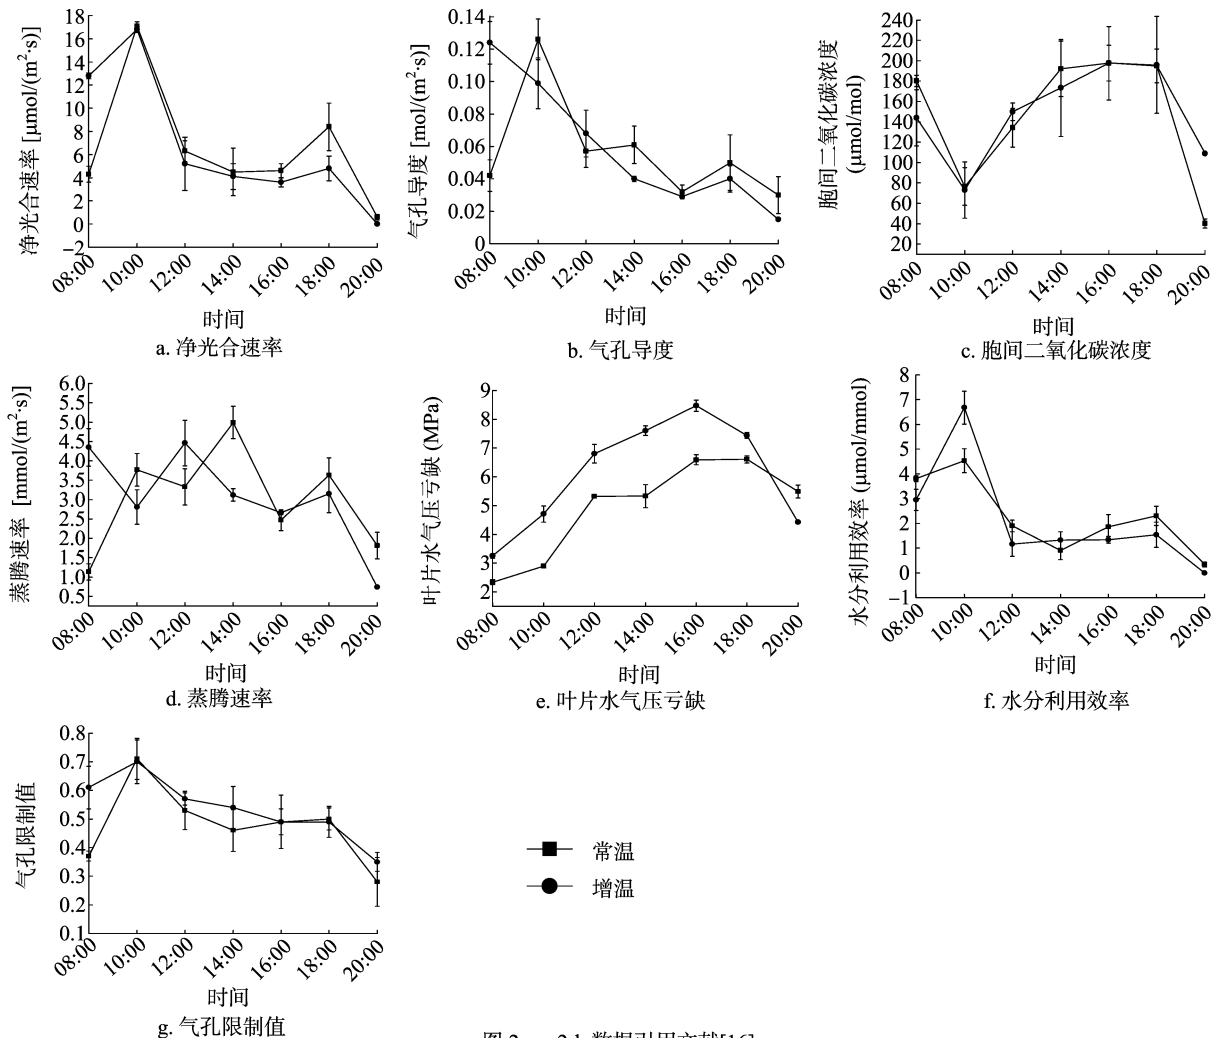 净光合速率 [μmol/(m²·s)]
18
16
14
12
10
8
6
4
2
0
−2
08:00 10:00 12:00 14:00 16:00 18:00 20:00
时间
a. 净光合速率
气孔导度 [mol/(m²·s)]
0.14
0.12
0.10
0.08
0.06
0.04
0.02
0
08:00 10:00 12:00 14:00 16:00 18:00 20:00
时间
b. 气孔导度
胞间二氧化碳浓度
(μmol/mol)
240
220
200
180
160
140
120
100
80
60
40
20
08:00 10:00 12:00 14:00 16:00 18:00 20:00
时间
c. 胞间二氧化碳浓度
蒸腾速率 [mmol/(m²·s)]
6.0
5.5
5.0
4.5
4.0
3.5
3.0
2.5
2.0
1.5
1.0
0.5
08:00 10:00 12:00 14:00 16:00 18:00 20:00
时间
d. 蒸腾速率
叶片水气压亏缺 (MPa)
9
8
7
6
5
4
3
2
08:00 10:00 12:00 14:00 16:00 18:00 20:00
时间
e. 叶片水气压亏缺
水分利用效率 (μmol/mmol)
8
7
6
5
4
3
2
1
0
−1
08:00 10:00 12:00 14:00 16:00 18:00 20:00
时间
f. 水分利用效率
气孔限制值
0.8
0.7
0.6
0.5
0.4
0.3
0.2
0.1
08:00 10:00 12:00 14:00 16:00 18:00 20:00
时间
g. 气孔限制值
常温
增温